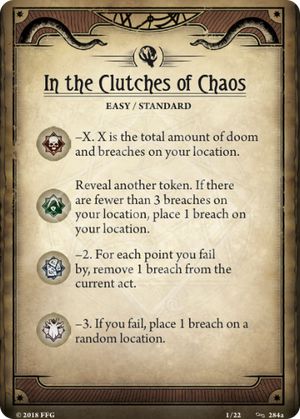 In the Clutches of Chaos
EASY / STANDARD
–X. X is the total amount of doom
and breaches on your location.
Reveal another token. If there
are fewer than 3 breaches on
your location, place 1 breach on
your location.
–2. For each point you fail
by, remove 1 breach from the
current act.
–3. If you fail, place 1 breach on a
random location.
© 2018 FFG
1/22
284a